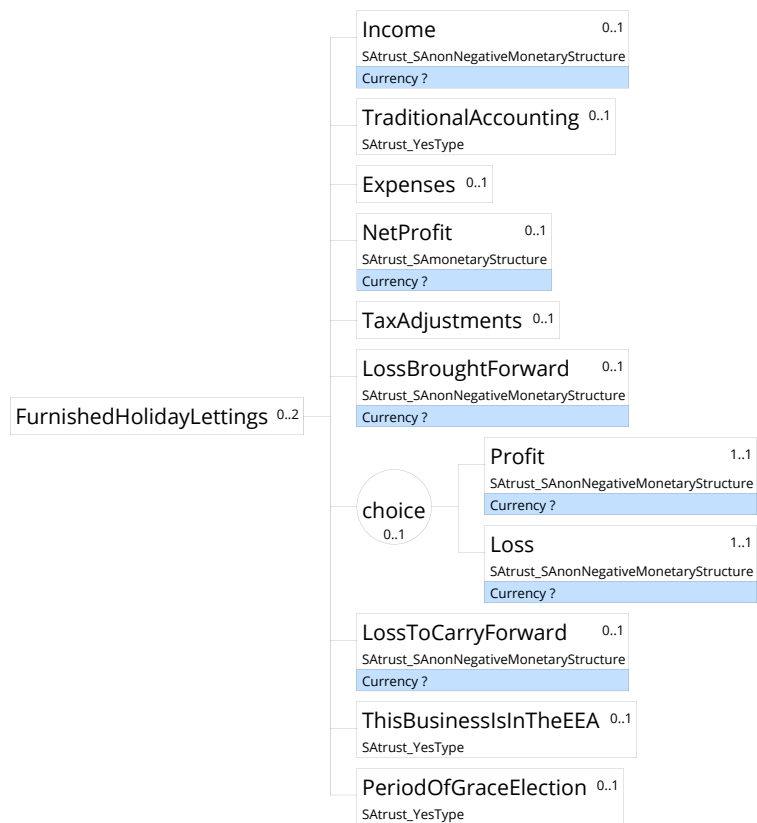 Income 0..1
SAtrust_SAnonNegativeMonetaryStructure
Currency ?
TraditionalAccounting 0..1
SAtrust_YesType
Expenses 0..1
NetProfit 0..1
SAtrust_SAmonetaryStructure
Currency ?
TaxAdjustments 0..1
LossBroughtForward 0..1
SAtrust_SAnonNegativeMonetaryStructure
Currency ?
FurnishedHolidayLettings 0..2
Profit 1..1
SAtrust_SAnonNegativeMonetaryStructure
Currency ?
choice
0..1
Loss 1..1
SAtrust_SAnonNegativeMonetaryStructure
Currency ?
LossToCarryForward 0..1
SAtrust_SAnonNegativeMonetaryStructure
Currency ?
ThisBusinessIsInTheEEA 0..1
SAtrust_YesType
PeriodOfGraceElection 0..1
SAtrust_YesType